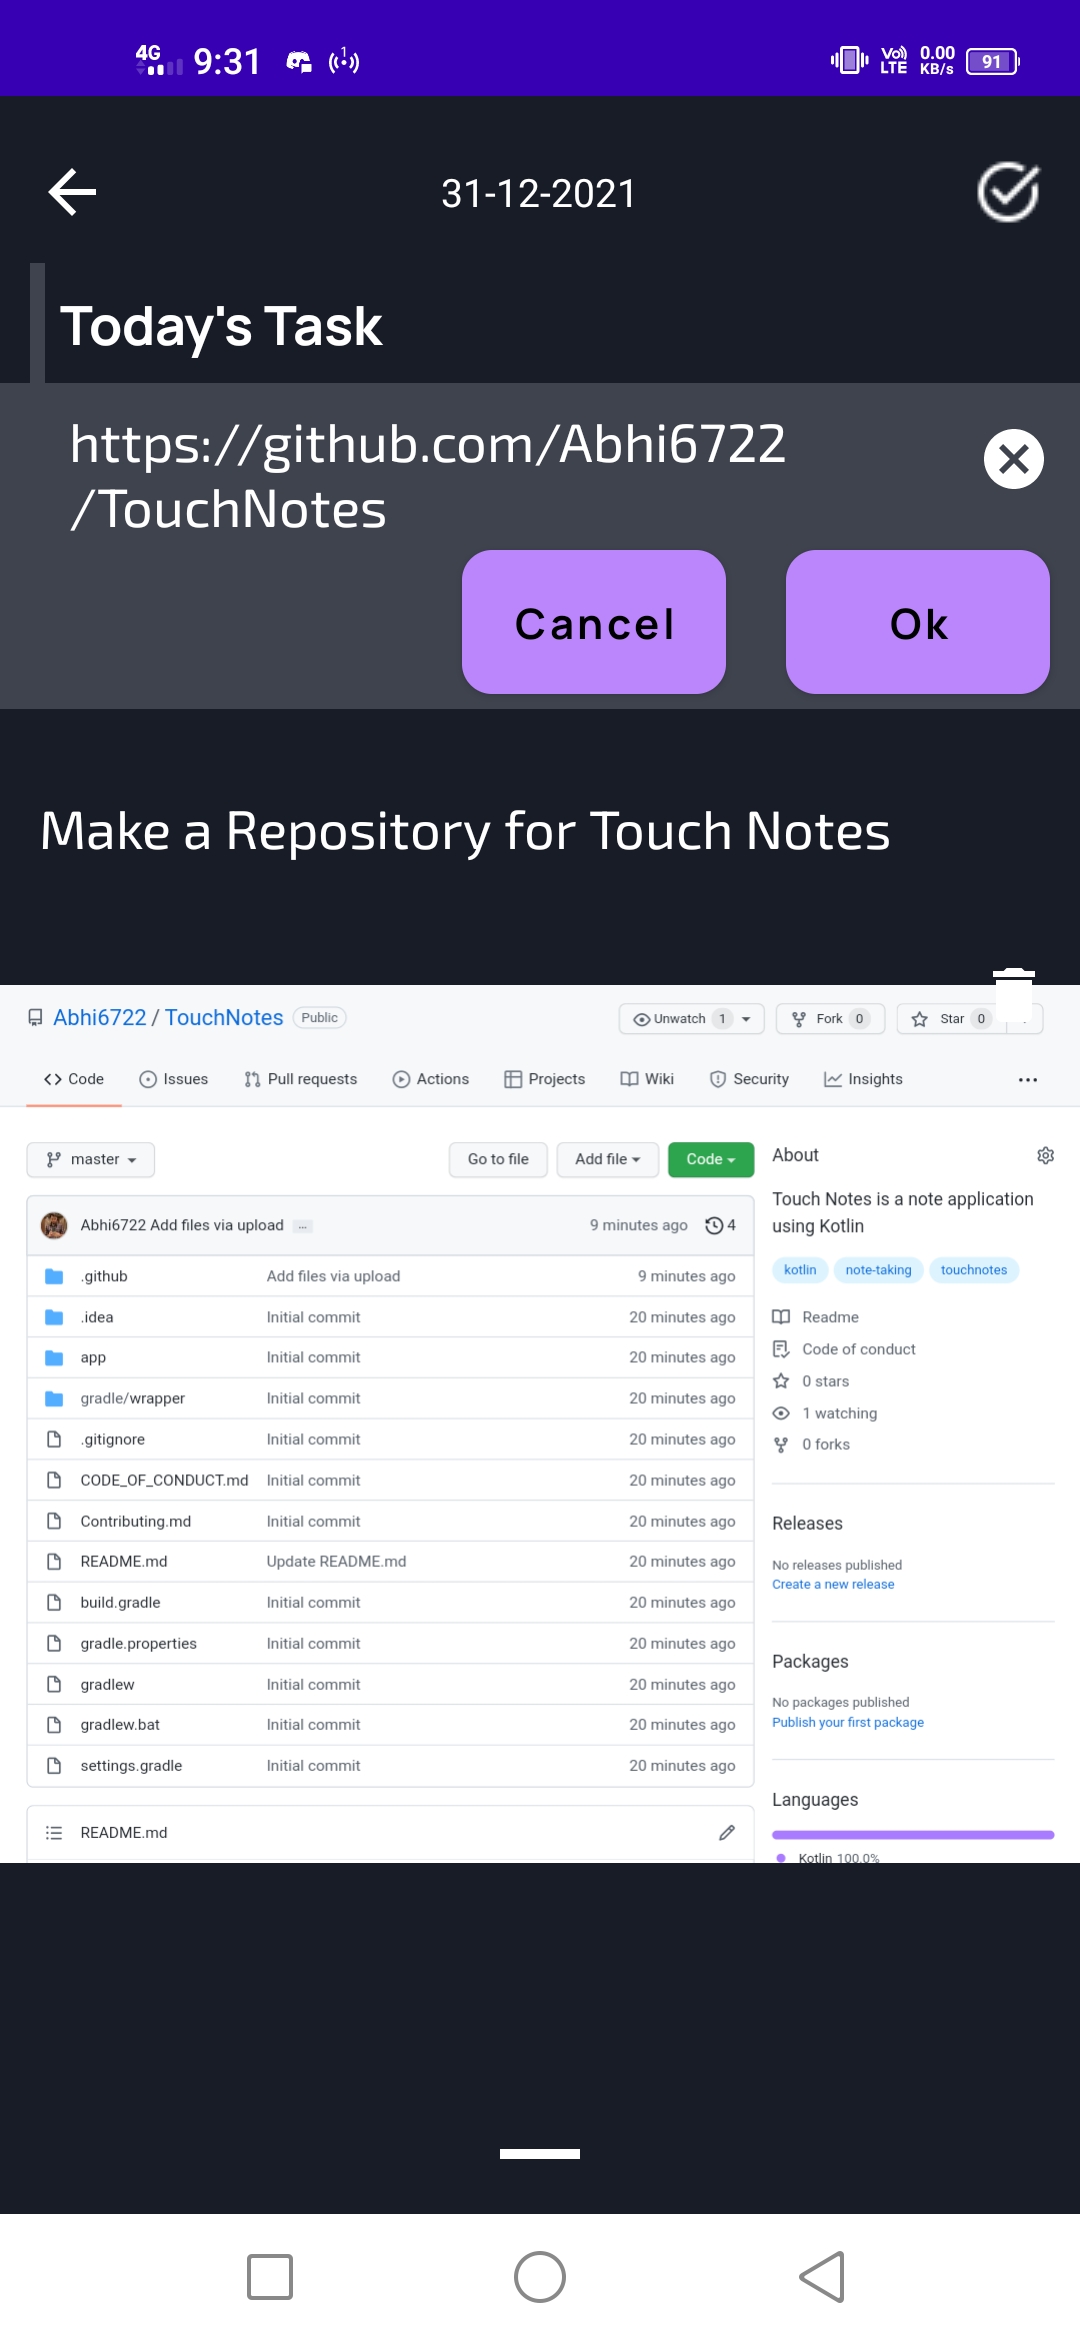 4G 9:31 1 Vo)) LTE 0.00 KB/s 91
31-12-2021
Today's Task
https://github.com/Abhi6722
/TouchNotes
Cancel Ok
Make a Repository for Touch Notes
Abhi6722 / TouchNotes Public Unwatch 1 Fork 0 Star 0
<> Code Issues Pull requests Actions Projects Wiki Security Insights ...
master Go to file Add file Code
About
Touch Notes is a note application
using Kotlin
kotlin note-taking touchnotes
Readme
Code of conduct
0 stars
1 watching
0 forks
Abhi6722 Add files via upload ... 9 minutes ago 4
.github Add files via upload 9 minutes ago
.idea Initial commit 20 minutes ago
app Initial commit 20 minutes ago
gradle/wrapper Initial commit 20 minutes ago
.gitignore Initial commit 20 minutes ago
CODE_OF_CONDUCT.md Initial commit 20 minutes ago
Contributing.md Initial commit 20 minutes ago
README.md Update README.md 20 minutes ago
build.gradle Initial commit 20 minutes ago
gradle.properties Initial commit 20 minutes ago
gradlew Initial commit 20 minutes ago
gradlew.bat Initial commit 20 minutes ago
settings.gradle Initial commit 20 minutes ago
README.md
Releases
No releases published
Create a new release
Packages
No packages published
Publish your first package
Languages
Kotlin 100.0%